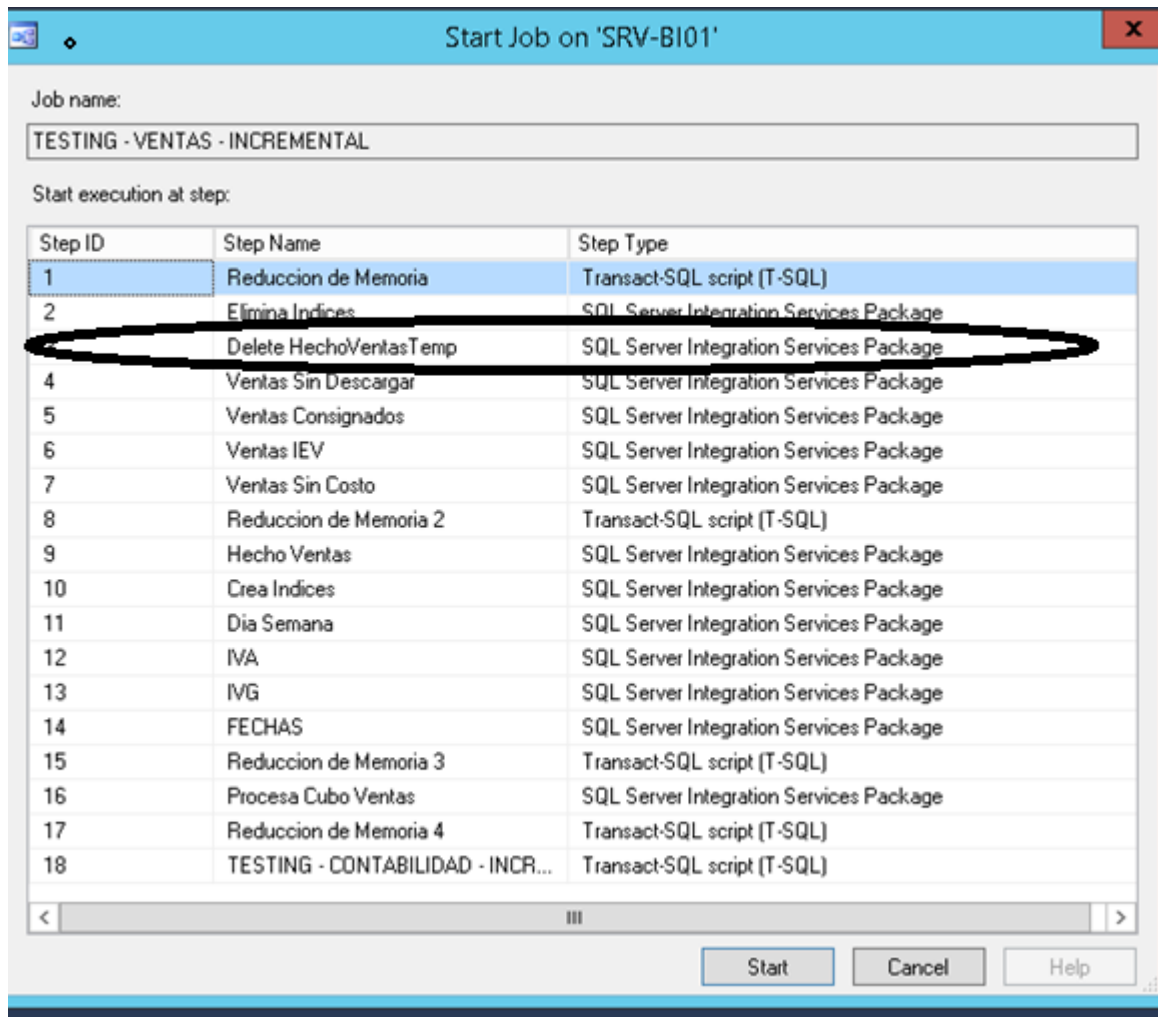 Start Job on 'SRV-BI01'
Job name:
TESTING - VENTAS - INCREMENTAL
Start execution at step:
Step ID Step Name Step Type
1 Reduccion de Memoria Transact-SQL script (T-SQL)
2 Elimina Indices SQL Server Integration Services Package
Delete HechoVentasTemp SQL Server Integration Services Package
4 Ventas Sin Descargar SQL Server Integration Services Package
5 Ventas Consignados SQL Server Integration Services Package
6 Ventas IEV SQL Server Integration Services Package
7 Ventas Sin Costo SQL Server Integration Services Package
8 Reduccion de Memoria 2 Transact-SQL script (T-SQL)
9 Hecho Ventas SQL Server Integration Services Package
10 Crea Indices SQL Server Integration Services Package
11 Dia Semana SQL Server Integration Services Package
12 IVA SQL Server Integration Services Package
13 IVG SQL Server Integration Services Package
14 FECHAS SQL Server Integration Services Package
15 Reduccion de Memoria 3 Transact-SQL script (T-SQL)
16 Procesa Cubo Ventas SQL Server Integration Services Package
17 Reduccion de Memoria 4 Transact-SQL script (T-SQL)
18 TESTING - CONTABILIDAD - INCR... Transact-SQL script (T-SQL)
Start Cancel Help